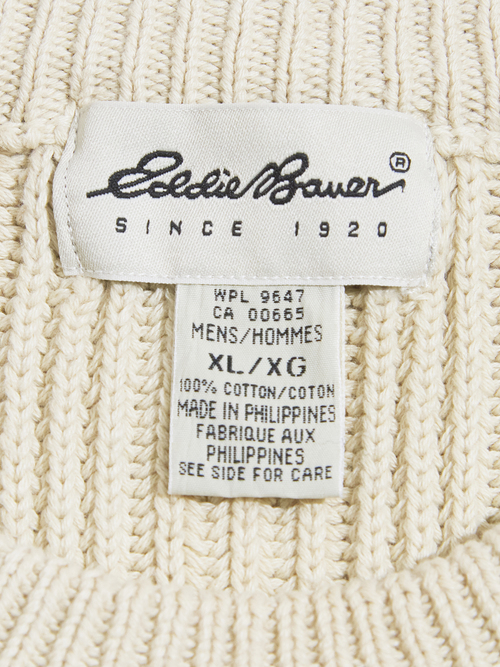 Eddie Bauer®
SINCE 1920
WPL 9647
CA 00665
MENS/HOMMES
XL/XG
100% COTTON/COTON
MADE IN PHILIPPINES
FABRIQUE AUX
PHILIPPINES
SEE SIDE FOR CARE